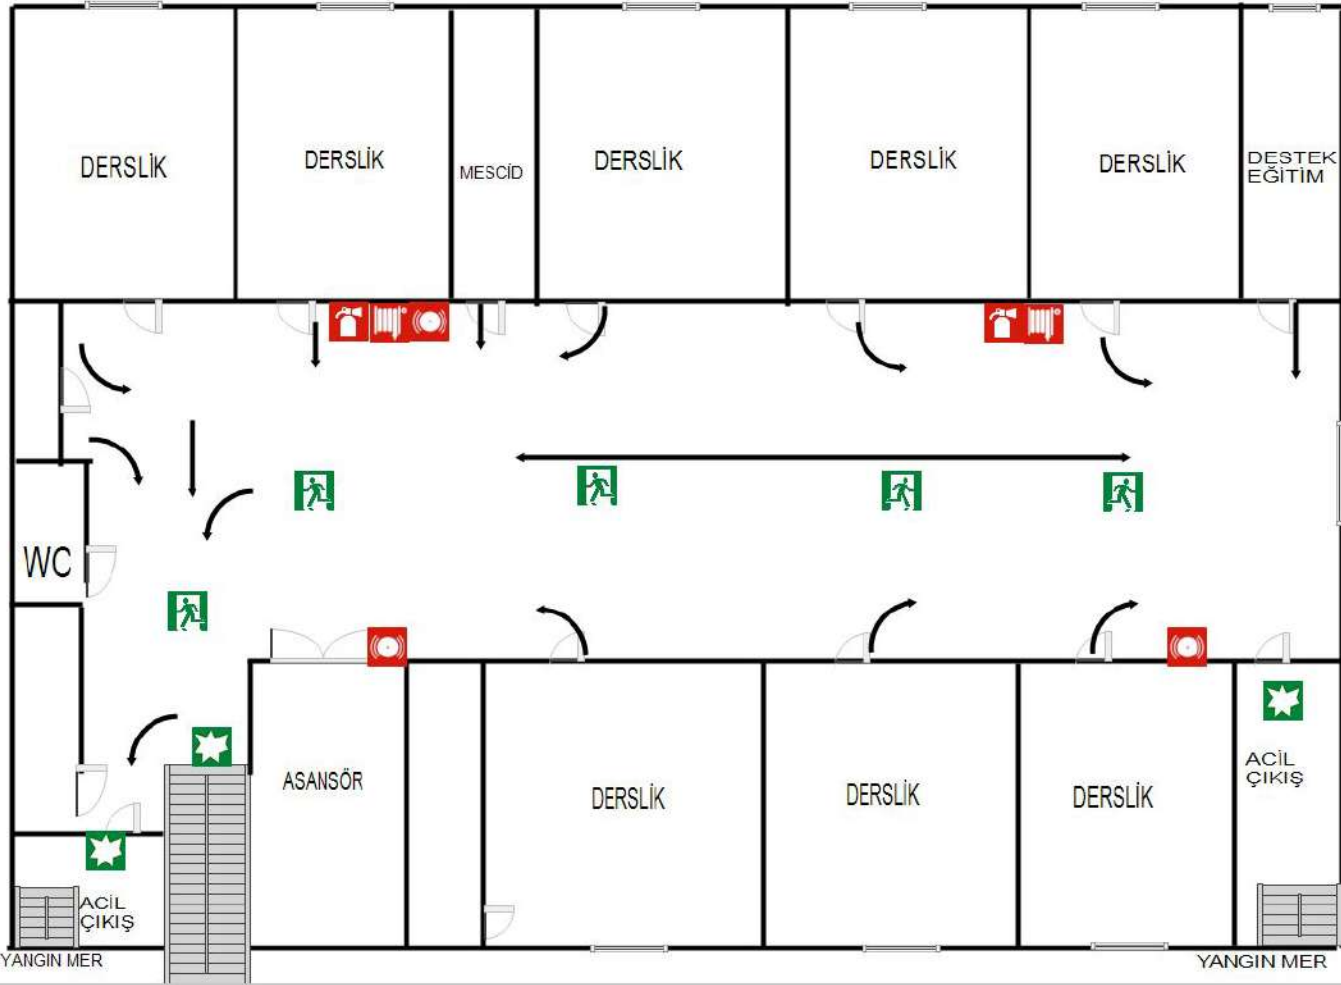 DERSLİK
DERSLİK
MESCİD
DERSLİK
DERSLİK
DERSLİK
DESTEK
EĞİTİM
WC
ASANSÖR
DERSLİK
DERSLİK
DERSLİK
ACİL
ÇIKIŞ
ACİL
ÇIKIŞ
YANGIN MER
YANGIN MER